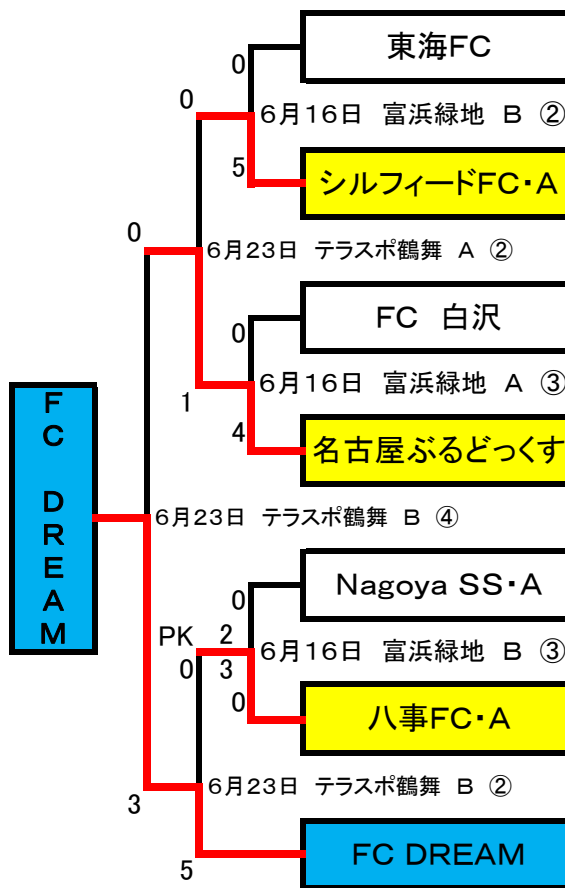 東海FC
0
0
6月16日 富浜緑地 B ②
5
シルフィードFC・A
0
6月23日 テラスポ鶴舞 A ②
FC 白沢
0
6月16日 富浜緑地 A ③
1
4
名古屋ぶるどっくす
FC DREAM
6月23日 テラスポ鶴舞 B ④
Nagoya SS・A
0
PK 2
6月16日 富浜緑地 B ③
0 3
0
八事FC・A
6月23日 テラスポ鶴舞 B ②
3
FC DREAM
5